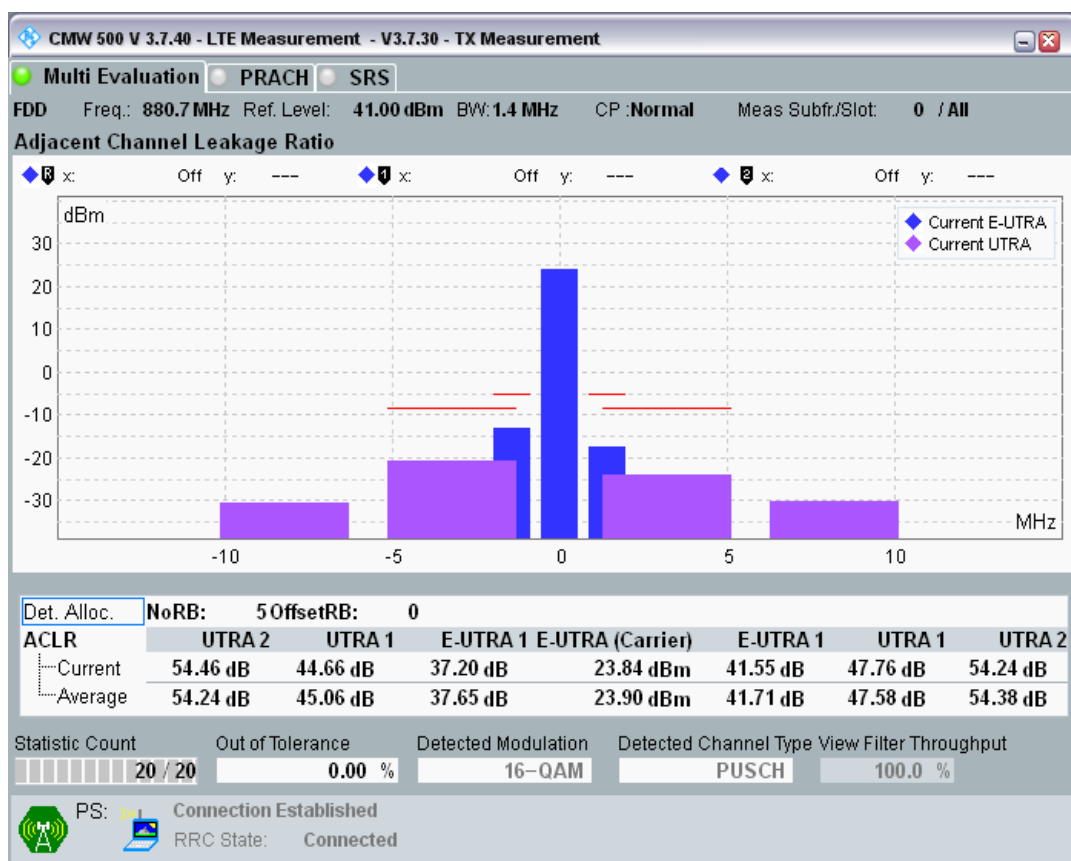 CMW 500 V 3.7.40 - LTE Measurement - V3.7.30 - TX Measurement
Multi Evaluation PRACH SRS
FDD Freq.: 880.7 MHz Ref. Level: 41.00 dBm BW: 1.4 MHz CP :Normal Meas Subfr./Slot: 0 / All
Adjacent Channel Leakage Ratio
R x: Off y: --- 1 x: Off y: --- 2 x: Off y: ---
dBm
Current E-UTRA
Current UTRA
30
20
10
0
-10
-20
-30
MHz
-10 -5 0 5 10
Det. Alloc. NoRB: 5 OffsetRB: 0
ACLR UTRA 2 UTRA 1 E-UTRA 1 E-UTRA (Carrier) E-UTRA 1 UTRA 1 UTRA 2
Current 54.46 dB 44.66 dB 37.20 dB 23.84 dBm 41.55 dB 47.76 dB 54.24 dB
Average 54.24 dB 45.06 dB 37.65 dB 23.90 dBm 41.71 dB 47.58 dB 54.38 dB
Statistic Count Out of Tolerance Detected Modulation Detected Channel Type View Filter Throughput
20 / 20 0.00 % 16-QAM PUSCH 100.0 %
PS: Connection Established
RRC State: Connected